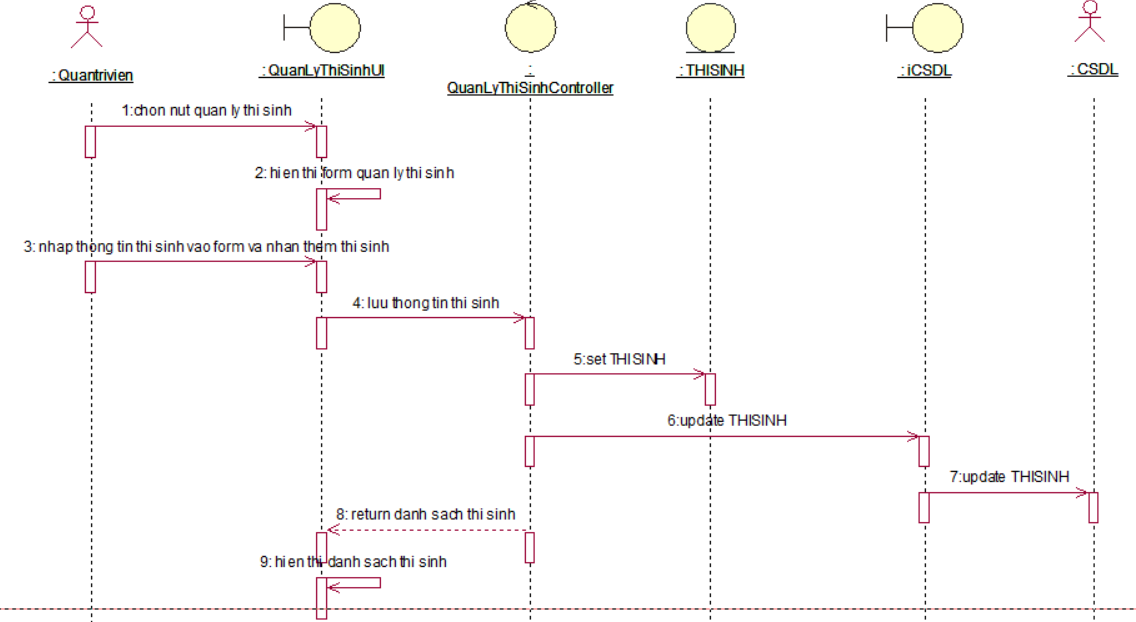 : Quantrivien
: QuanLyThiSinhUI
:
QuanLyThiSinhController
: THISINH
: iCSDL
: CSDL
1:chon nut quan ly thi sinh
2: hien thi form quan ly thi sinh
3: nhap thong tin thi sinh vao form va nhan them thi sinh
4: luu thong tin thi sinh
5:set THISINH
6:update THISINH
7:update THISINH
8: return danh sach thi sinh
9: hien thi danh sach thi sinh